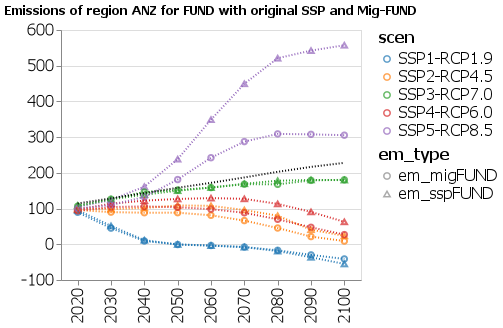 Emissions of region ANZ for FUND with original SSP and Mig-FUND
600
500
400
300
200
100
0
-100
2020
2030
2040
2050
2060
2070
2080
2090
2100
scen
SSP1-RCP1.9
SSP2-RCP4.5
SSP3-RCP7.0
SSP4-RCP6.0
SSP5-RCP8.5
em_type
em_migFUND
em_sspFUND